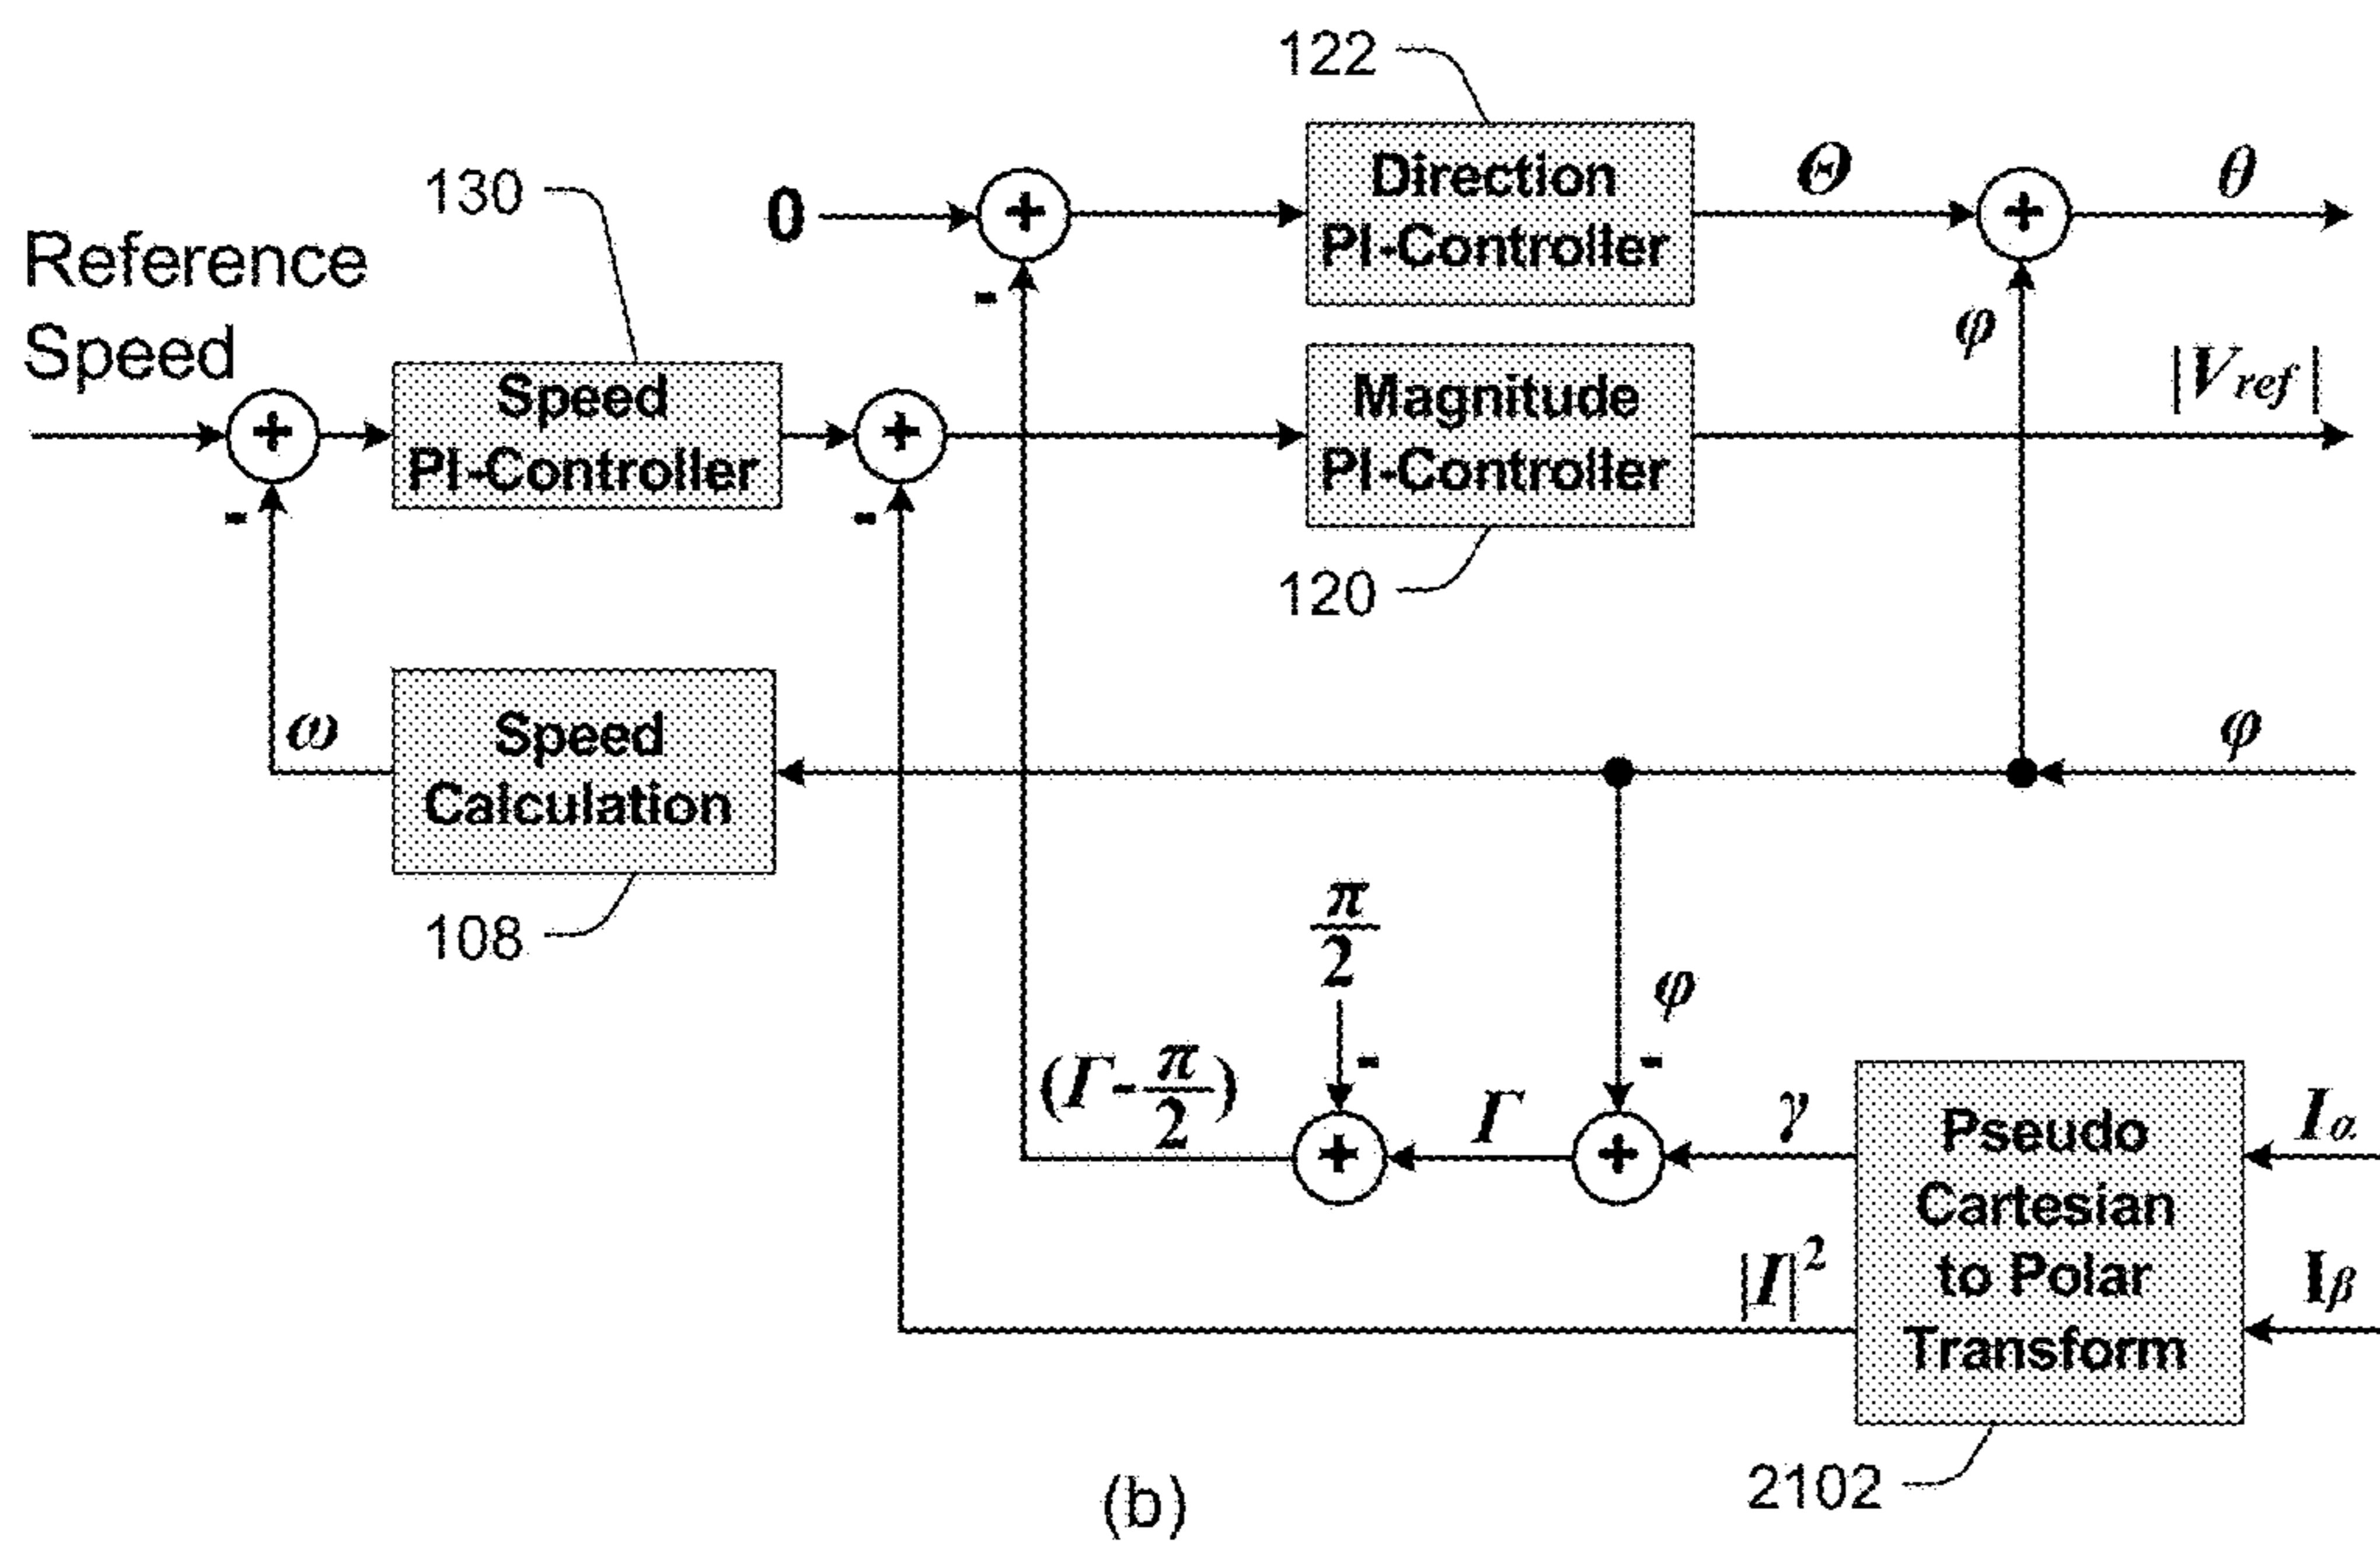 122
130
0
+
Direction
PI-Controller
Θ
+
θ
Reference
Speed
-
φ
+
Speed
PI-Controller
+
Magnitude
PI-Controller
|Vref|
-
-
120
ω
Speed
Calculation
φ
108
π/2
-
φ
-
(Γ-π/2)
+
Γ
+
γ
Pseudo
Cartesian
to Polar
Transform
Iα
|I|²
Iβ
2102
(b)